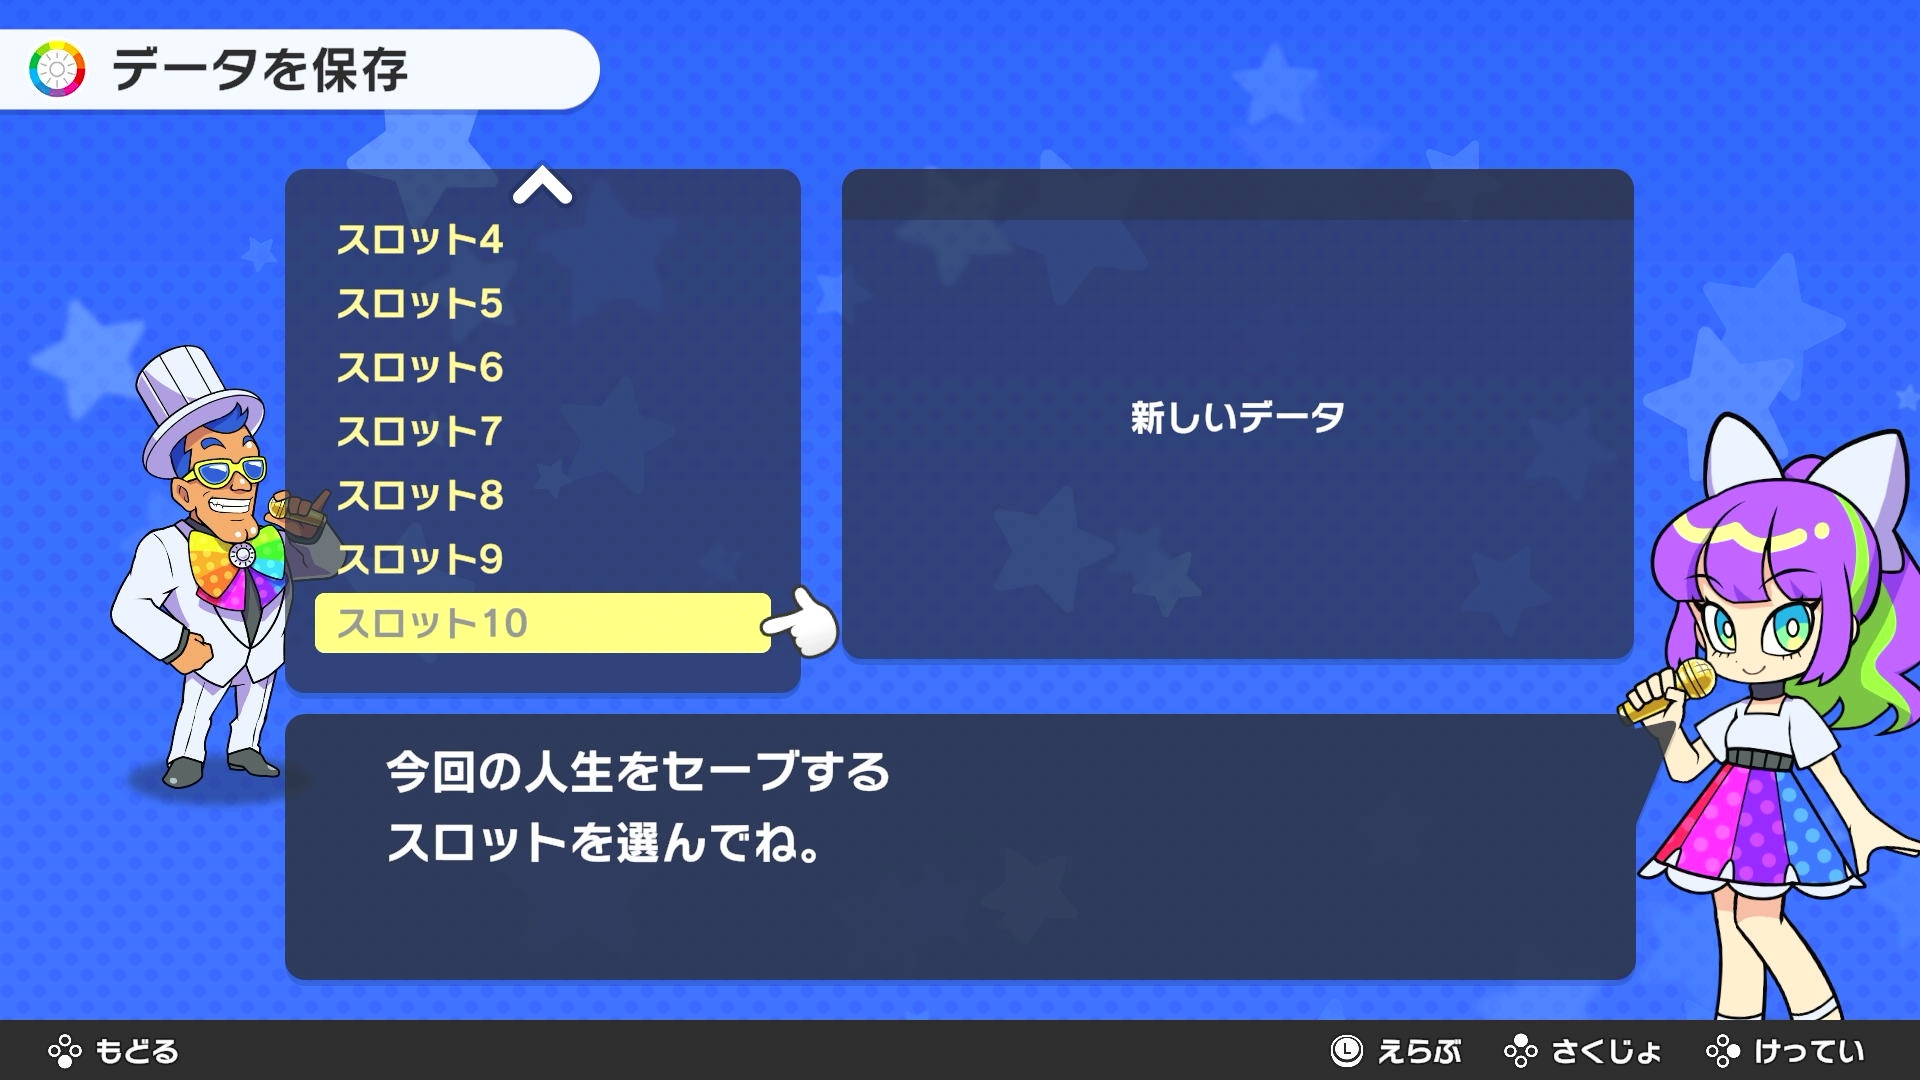 データを保存
スロット4
スロット5
スロット6
スロット7
スロット8
スロット9
スロット10
新しいデータ
今回の人生をセーブする
スロットを選んでね。
もどる
L えらぶ さくじょ けってい